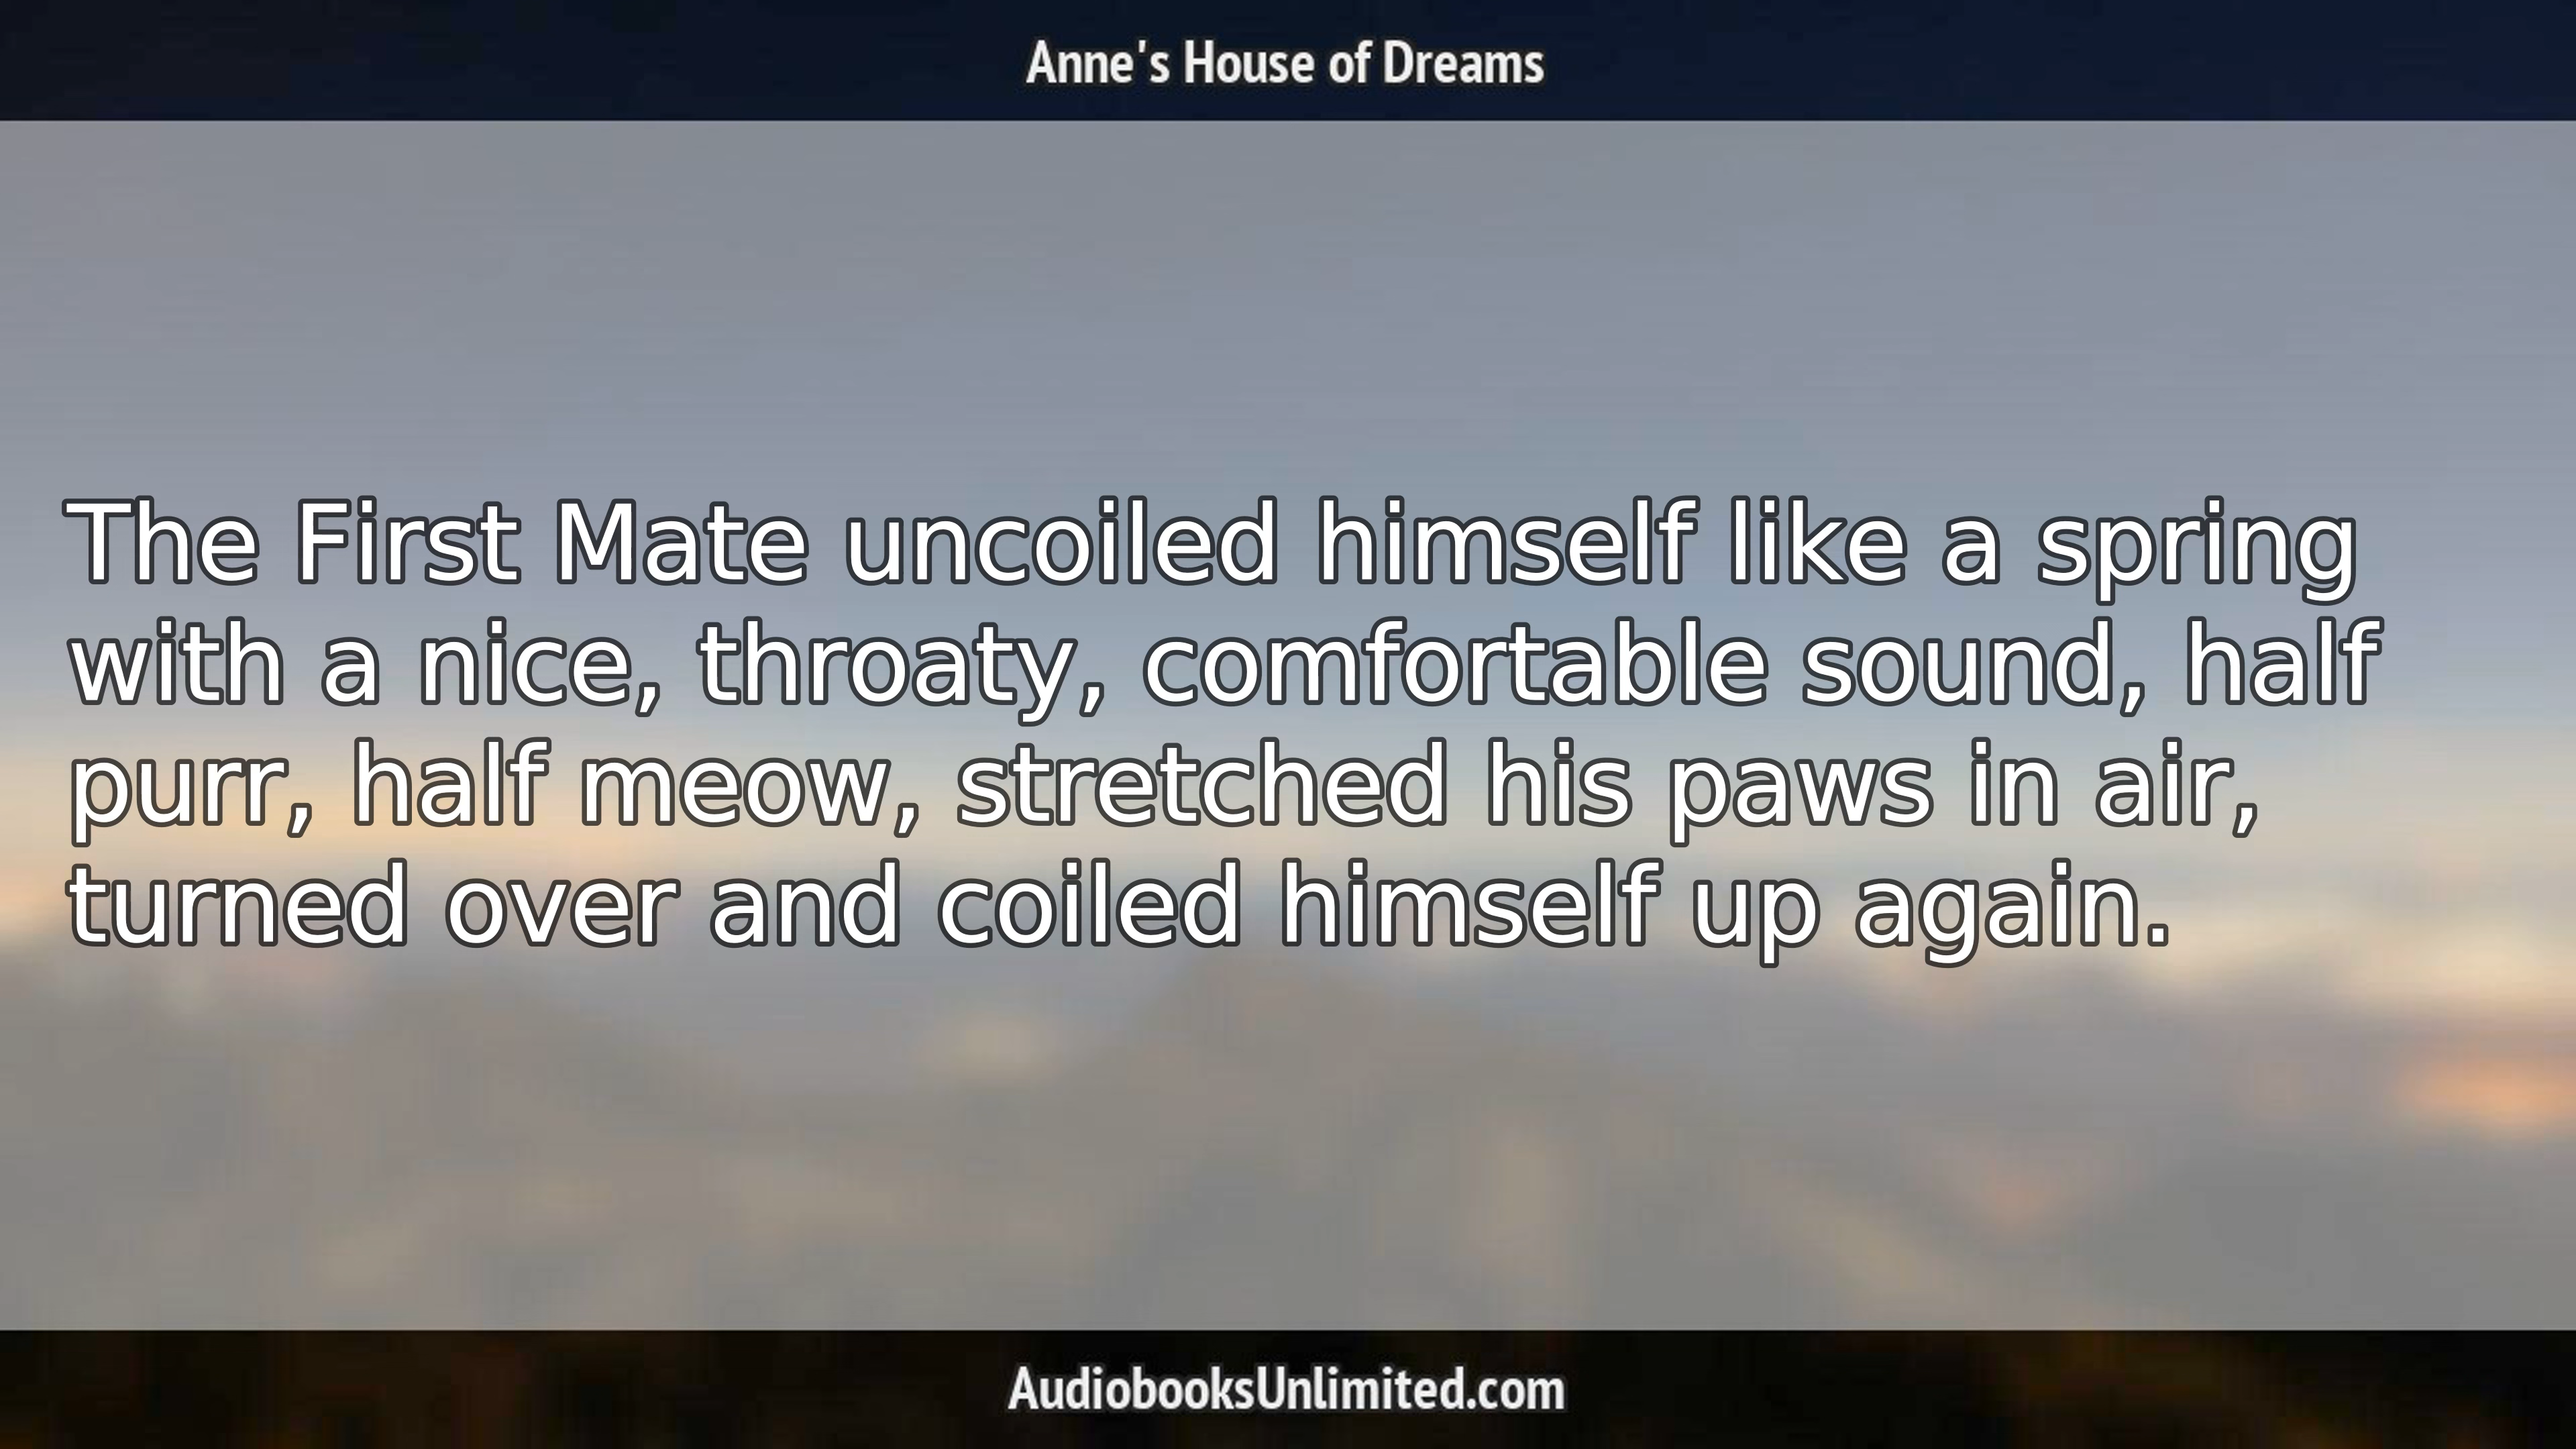 Anne's House of Dreams
The First Mate uncoiled himself like a spring
with a nice, throaty, comfortable sound, half
purr, half meow, stretched his paws in air,
turned over and coiled himself up again.
AudiobooksUnlimited.com